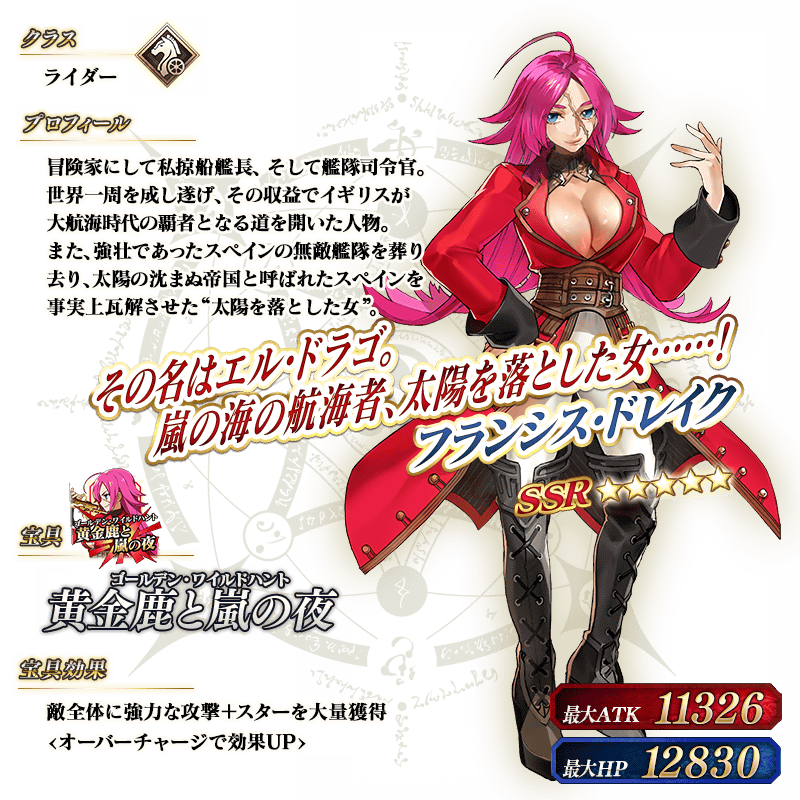 クラス
ライダー
プロフィール
冒険家にして私掠船艦長、そして艦隊司令官。
世界一周を成し遂げ、その収益でイギリスが
大航海時代の覇者となる道を開いた人物。
また、強壮であったスペインの無敵艦隊を葬り
去り、太陽の沈まぬ帝国と呼ばれたスペインを
事実上瓦解させた“太陽を落とした女”。
その名はエル・ドラゴ。
嵐の海の航海者、太陽を落とした女……!
フランシス・ドレイク
SSR ★★★★★
宝具
ゴールデン・ワイルドハント
黄金鹿と
嵐の夜
ゴールデン・ワイルドハント
黄金鹿と嵐の夜
宝具効果
敵全体に強力な攻撃+スターを大量獲得
<オーバーチャージで効果UP>
最大ATK 11326
最大HP 12830